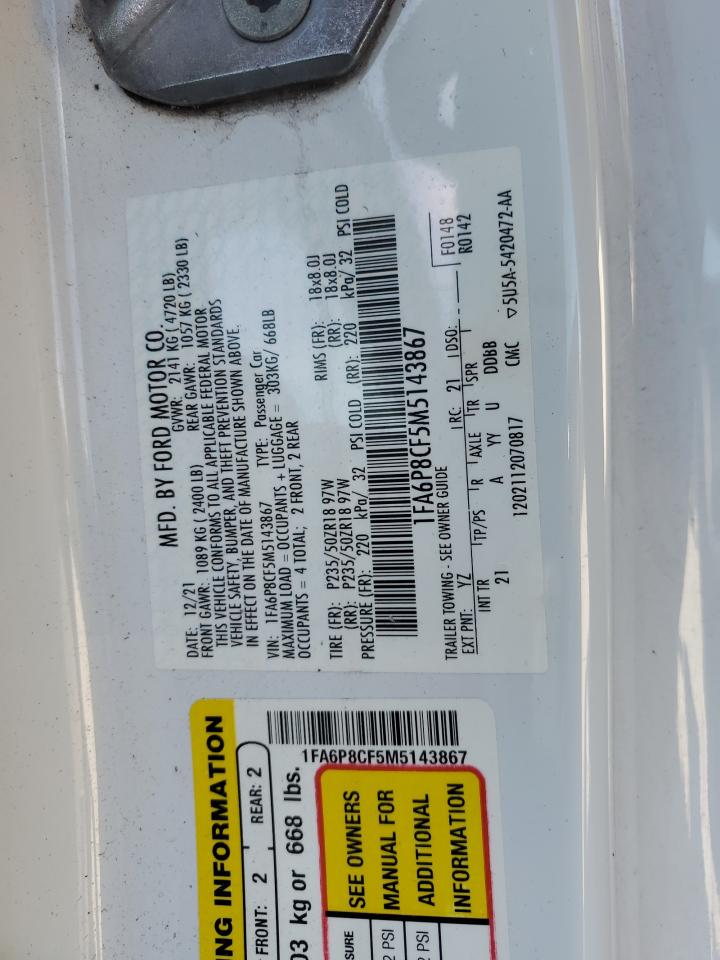 MFD. BY FORD MOTOR CO.
DATE: 12/21 GVWR: 2141 KG ( 4720 LB)
FRONT GAWR: 1089 KG ( 2400 LB) REAR GAWR: 1057 KG ( 2330 LB)
THIS VEHICLE CONFORMS TO ALL APPLICABLE FEDERAL MOTOR
VEHICLE SAFETY, BUMPER, AND THEFT PREVENTION STANDARDS
IN EFFECT ON THE DATE OF MANUFACTURE SHOWN ABOVE.
VIN: 1FA6P8CF5M5143867 TYPE: Passenger Car
MAXIMUM LOAD = OCCUPANTS + LUGGAGE = 303KG/ 668LB
OCCUPANTS = 4 TOTAL; 2 FRONT, 2 REAR
TIRE (FR): P235/50ZR18 97W RIMS (FR): 18x8.0J
(RR): P235/50ZR18 97W (RR): 18x8.0J
PRESSURE (FR): 220 kPa/ 32 PSI COLD (RR): 220 kPa/ 32 PSI COLD
1FA6P8CF5M5143867
TRAILER TOWING - SEE OWNER GUIDE F0148
EXT PNT: YZ RC: 21 DSO: R0142
INT TR TP/PS R AXLE TR SPR
21 A YY U DDBB
1202112070817 CMC ▽5U5A-5420472-AA
NG INFORMATION
FRONT: 2 REAR: 2
03 kg or 668 lbs.
1FA6P8CF5M5143867
SEE OWNERS
MANUAL FOR
ADDITIONAL
INFORMATION
PSI
PSI